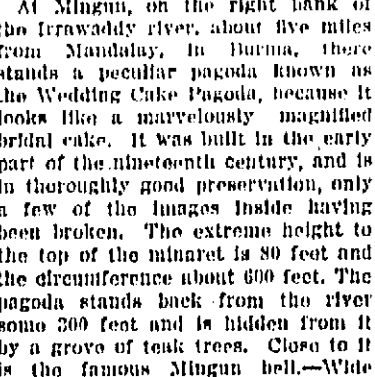 At Mingun, on the right bank of
the Irrawaddy river, about five miles
from Mandalay, in Burma, there
stands a peculiar pagoda known as
the Wedding Cake Pagoda, because it
looks like a marvelously magnified
bridal cake. It was built in the early
part of the nineteenth century, and is
in thoroughly good preservation, only
a few of the images inside having
been broken. The extreme height to
the top of the minaret is 80 feet and
the circumference about 600 feet. The
pagoda stands back from the river
some 300 feet and is hidden from it
by a grove of teak trees. Close to it
is the famous Mingun bell.—Wide